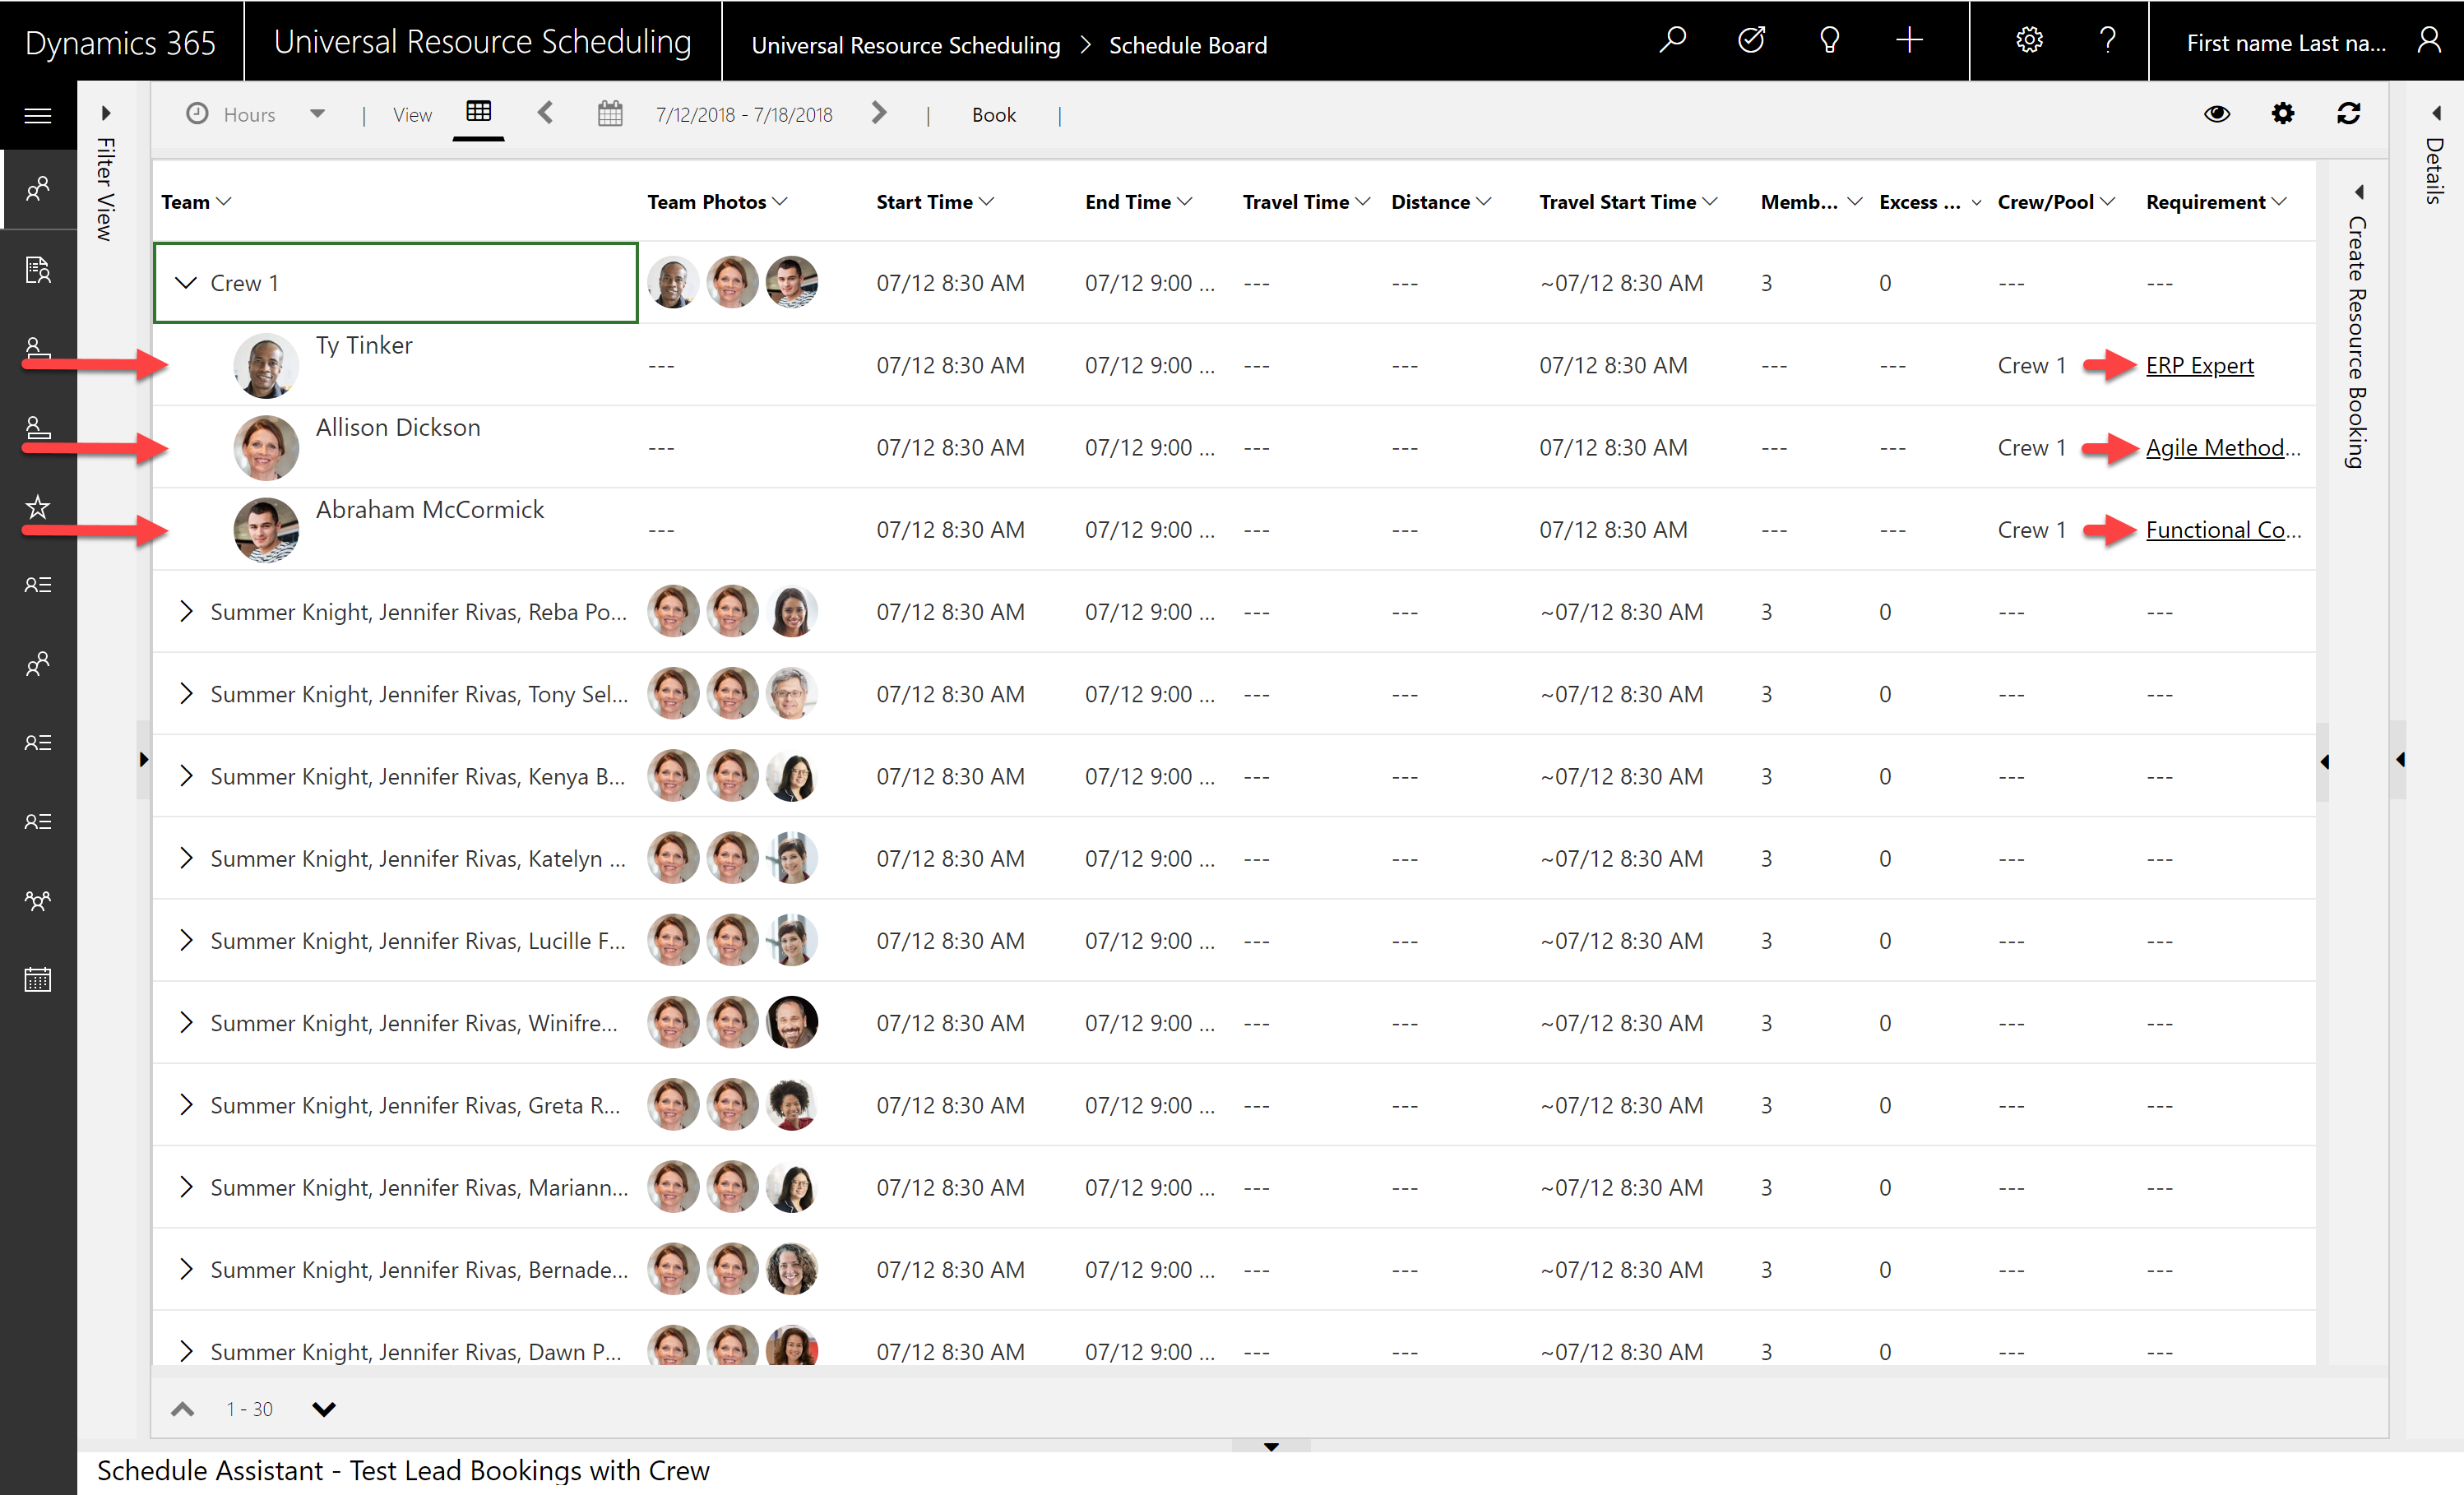 Dynamics 365 Universal Resource Scheduling Universal Resource Scheduling > Schedule Board First name Last na...
Hours | View 7/12/2018 - 7/18/2018 | Book |
Filter View
Details
Create Resource Booking
Team Team Photos Start Time End Time Travel Time Distance Travel Start Time Memb... Excess ... Crew/Pool Requirement
Crew 1 07/12 8:30 AM 07/12 9:00 ... --- --- ~07/12 8:30 AM 3 0 --- ---
Ty Tinker --- 07/12 8:30 AM 07/12 9:00 ... --- --- 07/12 8:30 AM --- --- Crew 1 ERP Expert
Allison Dickson --- 07/12 8:30 AM 07/12 9:00 ... --- --- 07/12 8:30 AM --- --- Crew 1 Agile Method...
Abraham McCormick --- 07/12 8:30 AM 07/12 9:00 ... --- --- 07/12 8:30 AM --- --- Crew 1 Functional Co...
Summer Knight, Jennifer Rivas, Reba Po... 07/12 8:30 AM 07/12 9:00 ... --- --- ~07/12 8:30 AM 3 0 --- ---
Summer Knight, Jennifer Rivas, Tony Sel... 07/12 8:30 AM 07/12 9:00 ... --- --- ~07/12 8:30 AM 3 0 --- ---
Summer Knight, Jennifer Rivas, Kenya B... 07/12 8:30 AM 07/12 9:00 ... --- --- ~07/12 8:30 AM 3 0 --- ---
Summer Knight, Jennifer Rivas, Katelyn ... 07/12 8:30 AM 07/12 9:00 ... --- --- ~07/12 8:30 AM 3 0 --- ---
Summer Knight, Jennifer Rivas, Lucille F... 07/12 8:30 AM 07/12 9:00 ... --- --- ~07/12 8:30 AM 3 0 --- ---
Summer Knight, Jennifer Rivas, Winifre... 07/12 8:30 AM 07/12 9:00 ... --- --- ~07/12 8:30 AM 3 0 --- ---
Summer Knight, Jennifer Rivas, Greta R... 07/12 8:30 AM 07/12 9:00 ... --- --- ~07/12 8:30 AM 3 0 --- ---
Summer Knight, Jennifer Rivas, Mariann... 07/12 8:30 AM 07/12 9:00 ... --- --- ~07/12 8:30 AM 3 0 --- ---
Summer Knight, Jennifer Rivas, Bernade... 07/12 8:30 AM 07/12 9:00 ... --- --- ~07/12 8:30 AM 3 0 --- ---
Summer Knight, Jennifer Rivas, Dawn P... 07/12 8:30 AM 07/12 9:00 ... --- --- ~07/12 8:30 AM 3 0 --- ---
1 - 30
Schedule Assistant - Test Lead Bookings with Crew